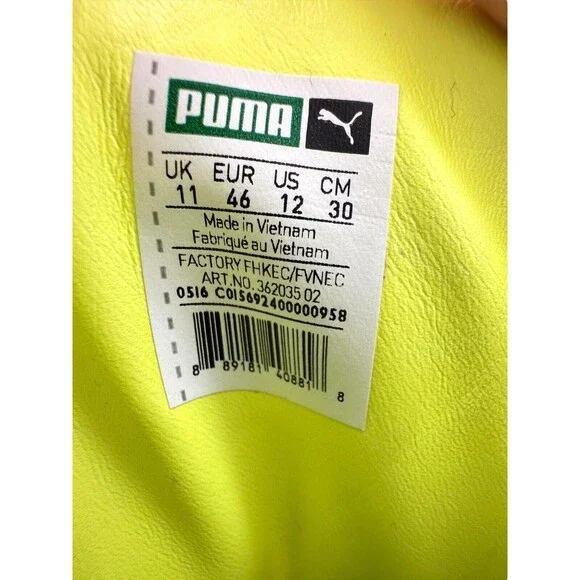 PUMA
UK EUR US CM
11 46 12 30
Made in Vietnam
Fabriqué au Vietnam
FACTORY FHKEC/FVNEC
ART.NO. 362035 02
0516 C01S692400000958
8 89181 40881 8